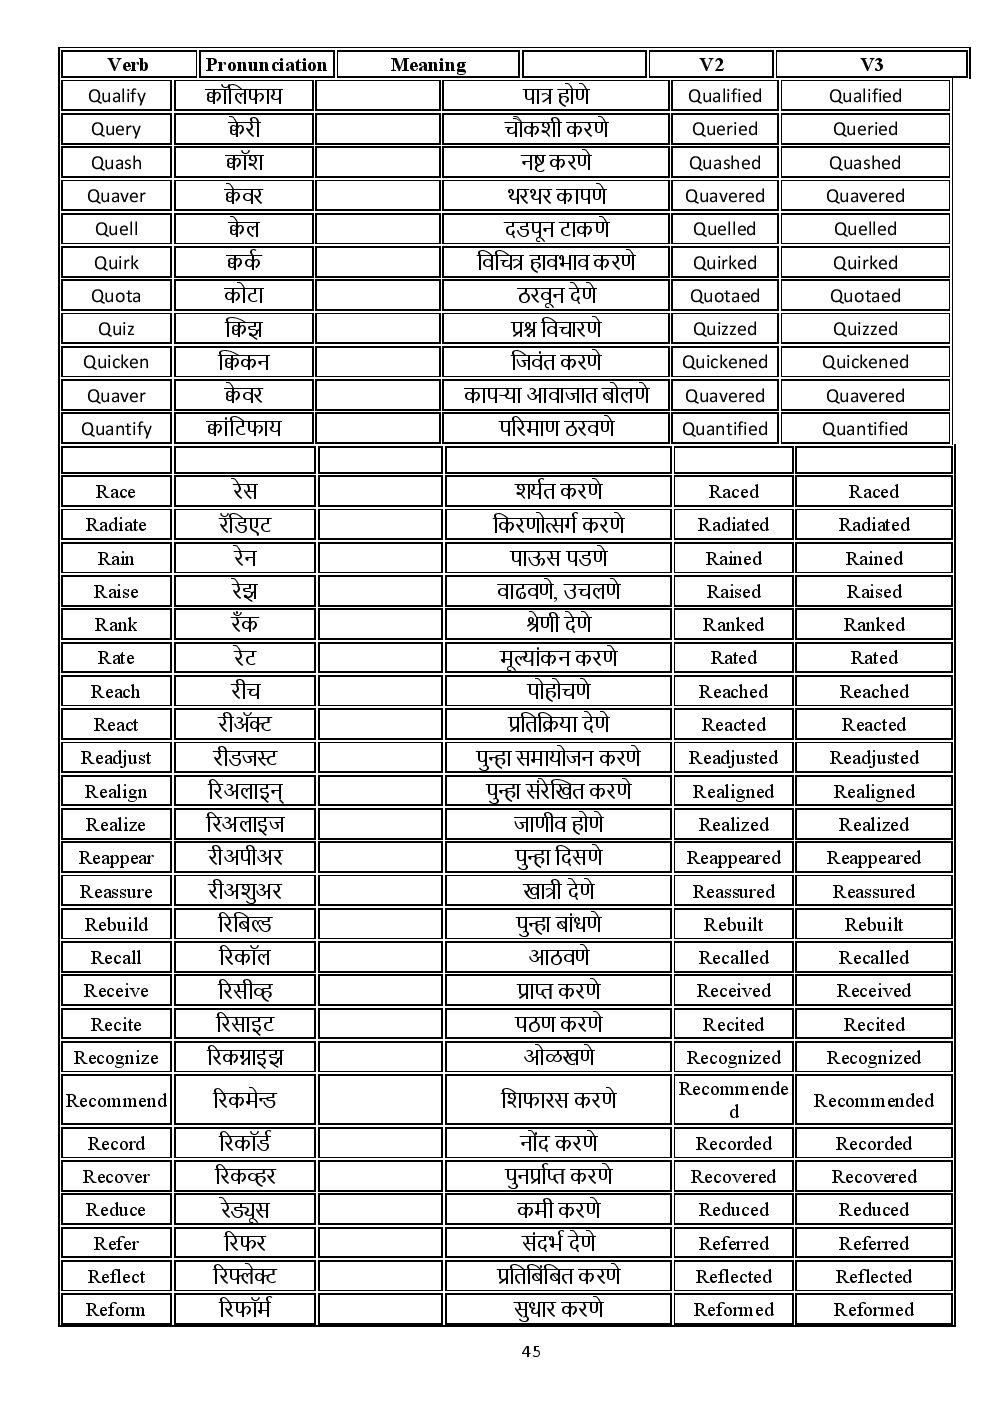 Verb Pronunciation Meaning V2 V3
Qualify क्वॉलिफाय पात्र होणे Qualified Qualified
Query क्वेरी चौकशी करणे Queried Queried
Quash क्वॉश नष्ट करणे Quashed Quashed
Quaver क्वेवर थरथर कापणे Quavered Quavered
Quell क्वेल दडपून टाकणे Quelled Quelled
Quirk क्वर्क विचित्र हावभाव करणे Quirked Quirked
Quota कोटा ठरवून देणे Quotaed Quotaed
Quiz क्विझ प्रश्न विचारणे Quizzed Quizzed
Quicken क्विकन जिवंत करणे Quickened Quickened
Quaver क्वेवर कापऱ्या आवाजात बोलणे Quavered Quavered
Quantify क्वांटिफाय परिमाण ठरवणे Quantified Quantified
Race रेस शर्यत करणे Raced Raced
Radiate रॅडिएट किरणोत्सर्ग करणे Radiated Radiated
Rain रेन पाऊस पडणे Rained Rained
Raise रेझ वाढवणे, उचलणे Raised Raised
Rank रँक श्रेणी देणे Ranked Ranked
Rate रेट मूल्यांकन करणे Rated Rated
Reach रीच पोहोचणे Reached Reached
React रीॲक्ट प्रतिक्रिया देणे Reacted Reacted
Readjust रीडजस्ट पुन्हा समायोजन करणे Readjusted Readjusted
Realign रिअलाइन् पुन्हा संरेखित करणे Realigned Realigned
Realize रिअलाइज जाणीव होणे Realized Realized
Reappear रीअपीअर पुन्हा दिसणे Reappeared Reappeared
Reassure रीअशुअर खात्री देणे Reassured Reassured
Rebuild रिबिल्ड पुन्हा बांधणे Rebuilt Rebuilt
Recall रिकॉल आठवणे Recalled Recalled
Receive रिसीव्ह प्राप्त करणे Received Received
Recite रिसाइट पठण करणे Recited Recited
Recognize रिकग्नाइझ ओळखणे Recognized Recognized
Recommend रिकमेन्ड शिफारस करणे Recommende Recommended
d
Record रिकॉर्ड नोंद करणे Recorded Recorded
Recover रिकव्हर पुनर्प्राप्त करणे Recovered Recovered
Reduce रेड्यूस कमी करणे Reduced Reduced
Refer रिफर संदर्भ देणे Referred Referred
Reflect रिफ्लेक्ट प्रतिबिंबित करणे Reflected Reflected
Reform रिफॉर्म सुधार करणे Reformed Reformed
45